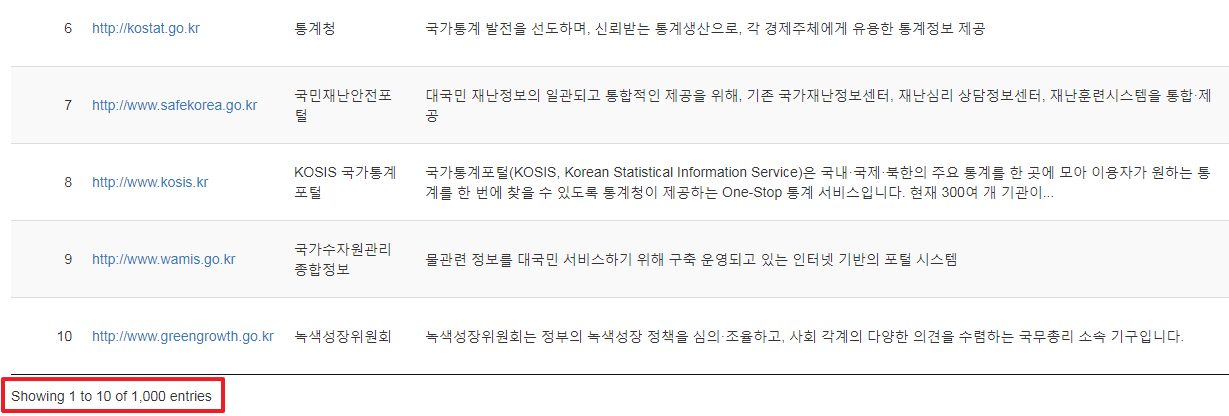 6 http://kostat.go.kr 통계청 국가통계 발전을 선도하며, 신뢰받는 통계생산으로, 각 경제주체에게 유용한 통계정보 제공
7 http://www.safekorea.go.kr 국민재난안전포털 대국민 재난정보의 일관되고 통합적인 제공을 위해, 기존 국가재난정보센터, 재난심리 상담정보센터, 재난훈련시스템을 통합·제공
8 http://www.kosis.kr KOSIS 국가통계포털 국가통계포털(KOSIS, Korean Statistical Information Service)은 국내·국제·북한의 주요 통계를 한 곳에 모아 이용자가 원하는 통계를 한 번에 찾을 수 있도록 통계청이 제공하는 One-Stop 통계 서비스입니다. 현재 300여 개 기관이...
9 http://www.wamis.go.kr 국가수자원관리종합정보 물관련 정보를 대국민 서비스하기 위해 구축 운영되고 있는 인터넷 기반의 포털 시스템
10 http://www.greengrowth.go.kr 녹색성장위원회 녹색성장위원회는 정부의 녹색성장 정책을 심의·조율하고, 사회 각계의 다양한 의견을 수렴하는 국무총리 소속 기구입니다.
Showing 1 to 10 of 1,000 entries